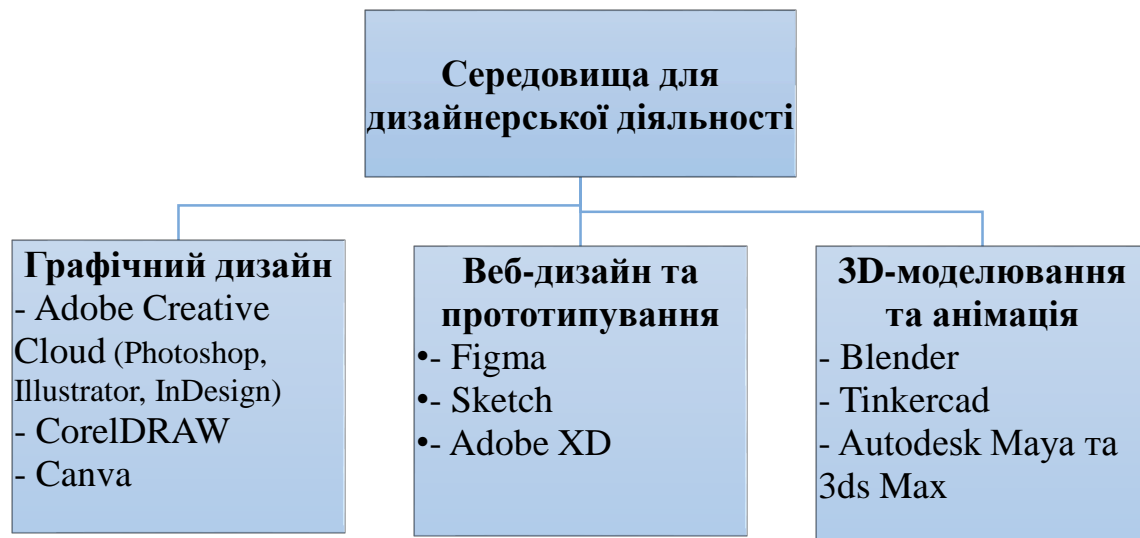 Середовища для
дизайнерської діяльності
Графічний дизайн
- Adobe Creative
Cloud (Photoshop,
Illustrator, InDesign)
- CorelDRAW
- Canva
Веб-дизайн та
прототипування
•- Figma
•- Sketch
•- Adobe XD
3D-моделювання
та анімація
- Blender
- Tinkercad
- Autodesk Maya та
3ds Max